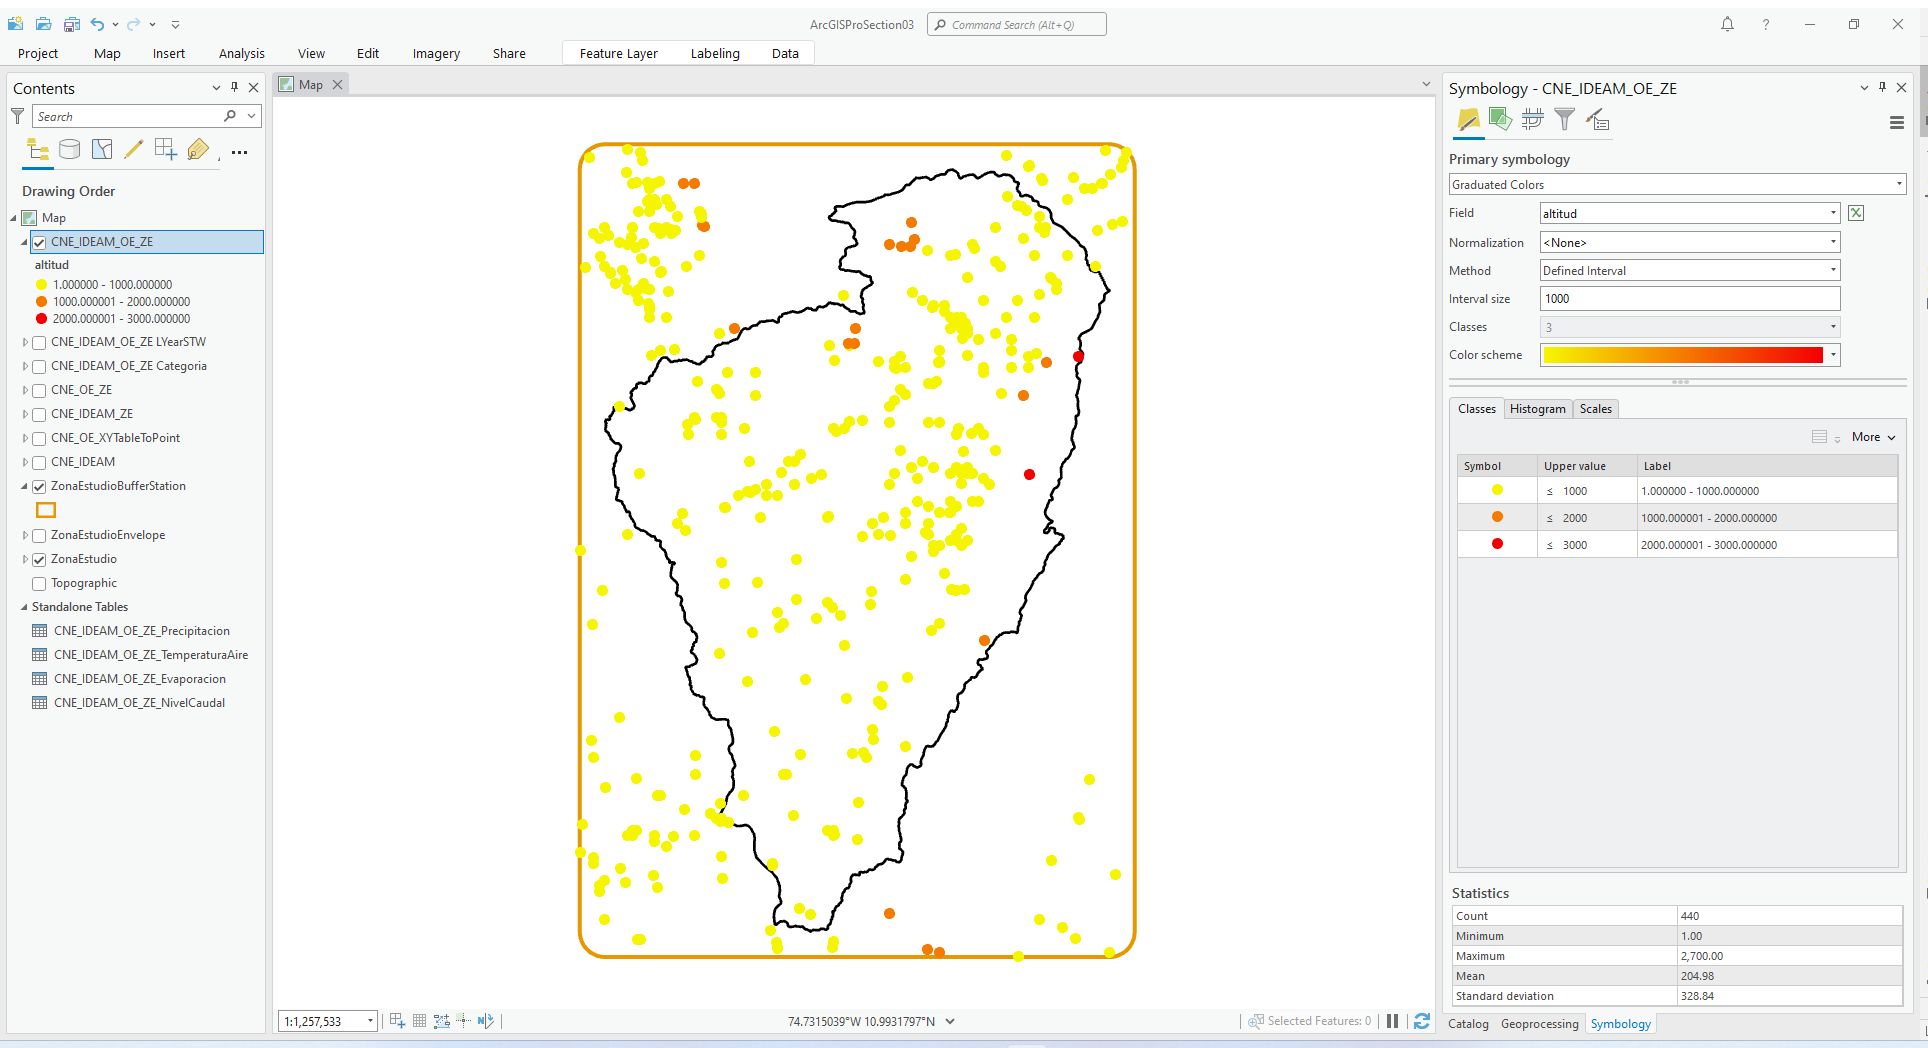 ArcGISProSection03
Command Search (Alt+Q)
Project Map Insert Analysis View Edit Imagery Share Feature Layer Labeling Data
Contents
Search
Drawing Order
Map
CNE_IDEAM_OE_ZE
altitud
1.000000 - 1000.000000
1000.000001 - 2000.000000
2000.000001 - 3000.000000
CNE_IDEAM_OE_ZE LYearSTW
CNE_IDEAM_OE_ZE Categoria
CNE_OE_ZE
CNE_IDEAM_ZE
CNE_OE_XYTableToPoint
CNE_IDEAM
ZonaEstudioBufferStation
ZonaEstudioEnvelope
ZonaEstudio
Topographic
Standalone Tables
CNE_IDEAM_OE_ZE_Precipitacion
CNE_IDEAM_OE_ZE_TemperaturaAire
CNE_IDEAM_OE_ZE_Evaporacion
CNE_IDEAM_OE_ZE_NivelCaudal
Map
1:1,257,533
74.7315039°W 10.9931797°N
Selected Features: 0
Symbology - CNE_IDEAM_OE_ZE
Primary symbology
Graduated Colors
Field altitud
Normalization <None>
Method Defined Interval
Interval size 1000
Classes 3
Color scheme
Classes Histogram Scales
More
Symbol Upper value Label
≤ 1000 1.000000 - 1000.000000
≤ 2000 1000.000001 - 2000.000000
≤ 3000 2000.000001 - 3000.000000
Statistics
Count 440
Minimum 1.00
Maximum 2,700.00
Mean 204.98
Standard deviation 328.84
Catalog Geoprocessing Symbology